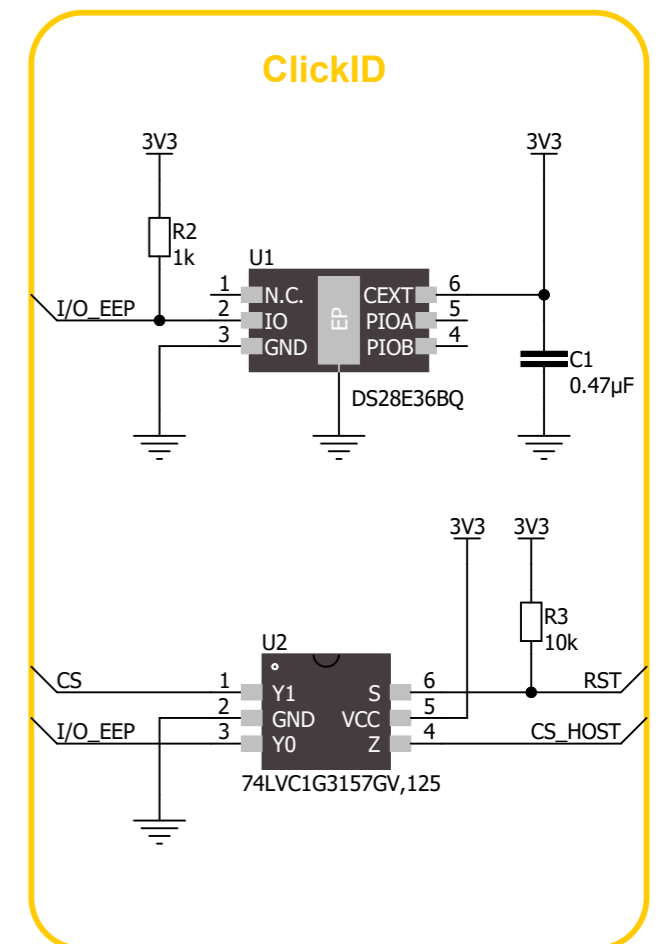 ClickID
3V3
3V3
R2
1k
U1
1 N.C. CEXT 6
I/O_EEP 2 IO EP PIOA 5
3 GND PIOB 4
C1
0.47µF
DS28E36BQ
3V3 3V3
R3
10k
U2
CS 1 Y1 S 6 RST
2 GND VCC 5
I/O_EEP 3 Y0 Z 4 CS_HOST
74LVC1G3157GV,125